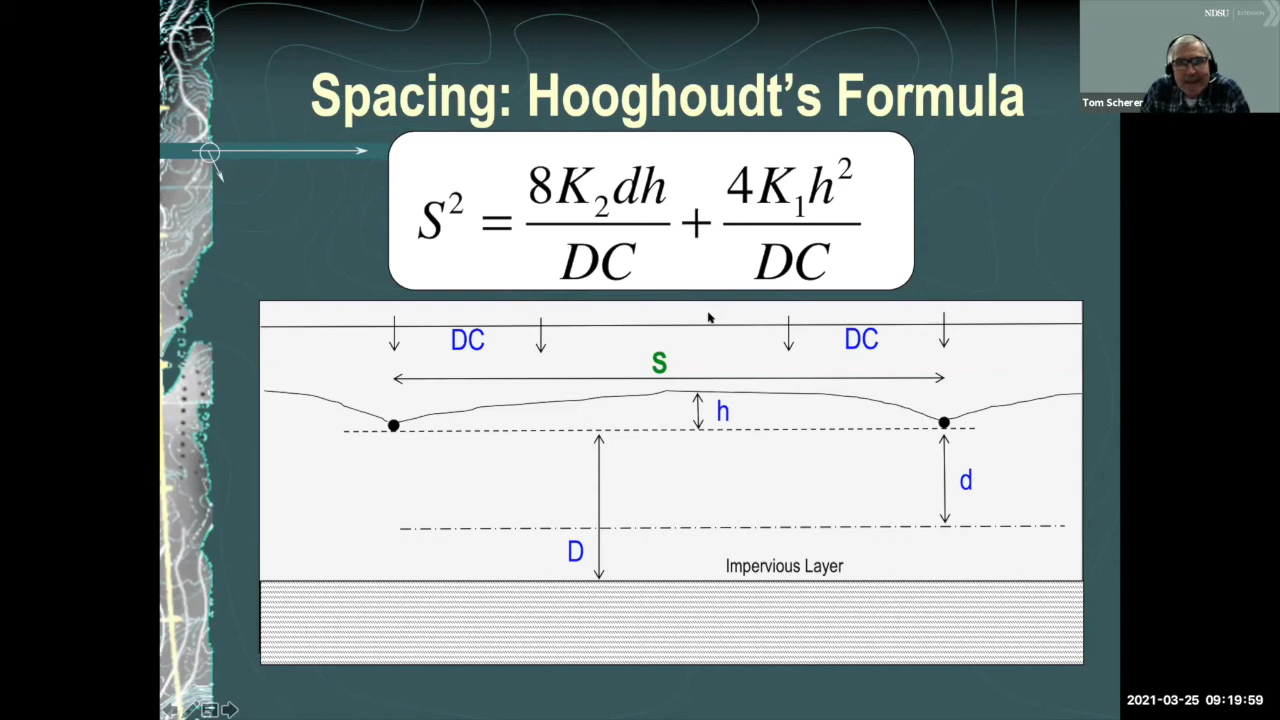 NDSU EXTENSION
Tom Scherer
Spacing: Hooghoudt’s Formula
S² = 8K₂dh / DC + 4K₁h² / DC
DC DC
S
h
d
D
Impervious Layer
2021-03-25 09:19:59